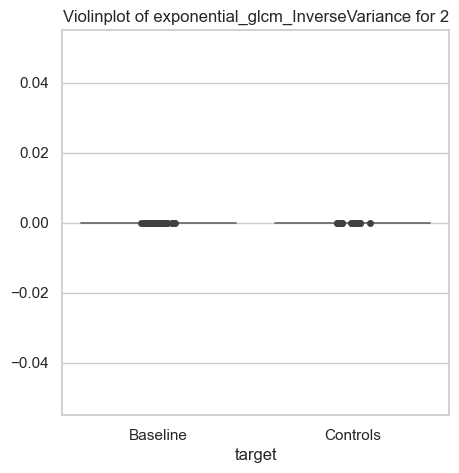 Violinplot of exponential_glcm_InverseVariance for 2
0.04
0.02
0.00
−0.02
−0.04
Baseline
Controls
target